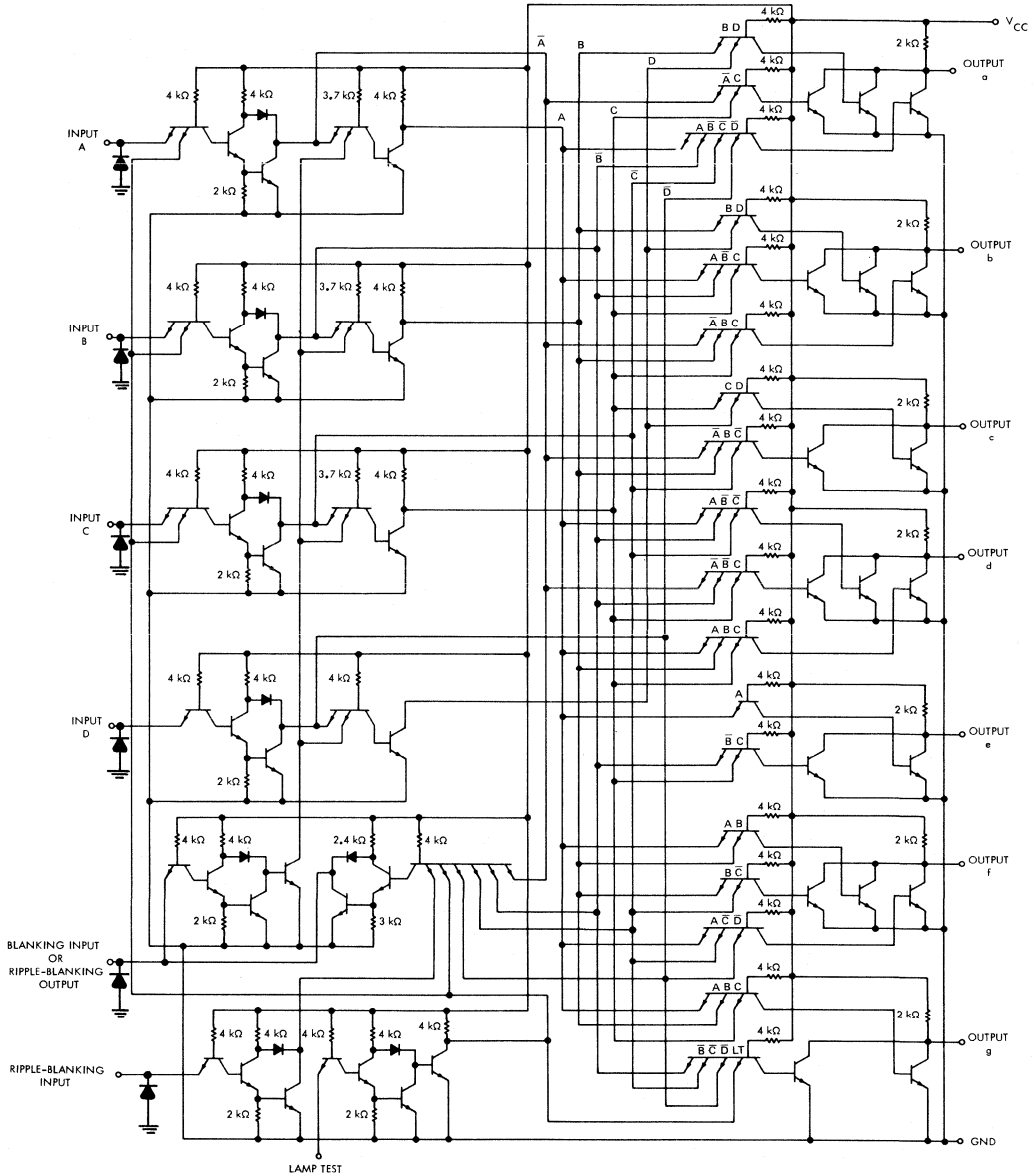 4 kΩ
V CC
B D
2 kΩ
OUTPUT
a
A̅
B
D
4 kΩ
A̅ C
4 kΩ
4 kΩ
3.7 kΩ
4 kΩ
C
A
4 kΩ
A B̅ C̅ D̅
INPUT
A
B̅
C̅
D̅
2 kΩ
4 kΩ
B D
2 kΩ
OUTPUT
b
4 kΩ
A B̅ C
4 kΩ
4 kΩ
3.7 kΩ
4 kΩ
4 kΩ
A̅ B C
INPUT
B
2 kΩ
4 kΩ
C D
2 kΩ
OUTPUT
c
4 kΩ
A̅ B C̅
4 kΩ
4 kΩ
3.7 kΩ
4 kΩ
4 kΩ
A B̅ C̅
INPUT
C
2 kΩ
OUTPUT
d
4 kΩ
A̅ B̅ C
2 kΩ
4 kΩ
A B C
4 kΩ
4 kΩ
4 kΩ
4 kΩ
A
2 kΩ
INPUT
D
OUTPUT
e
4 kΩ
B̅ C
2 kΩ
4 kΩ
A B
4 kΩ
4 kΩ
2.4 kΩ
4 kΩ
2 kΩ
OUTPUT
f
4 kΩ
B C̅
2 kΩ
3 kΩ
4 kΩ
A C̅ D̅
BLANKING INPUT
OR
RIPPLE-BLANKING
OUTPUT
4 kΩ
A B C
2 kΩ
4 kΩ
4 kΩ
4 kΩ
4 kΩ
4 kΩ
OUTPUT
g
4 kΩ
B̅ C̅ D̅ LT
RIPPLE-BLANKING
INPUT
2 kΩ
2 kΩ
GND
LAMP TEST